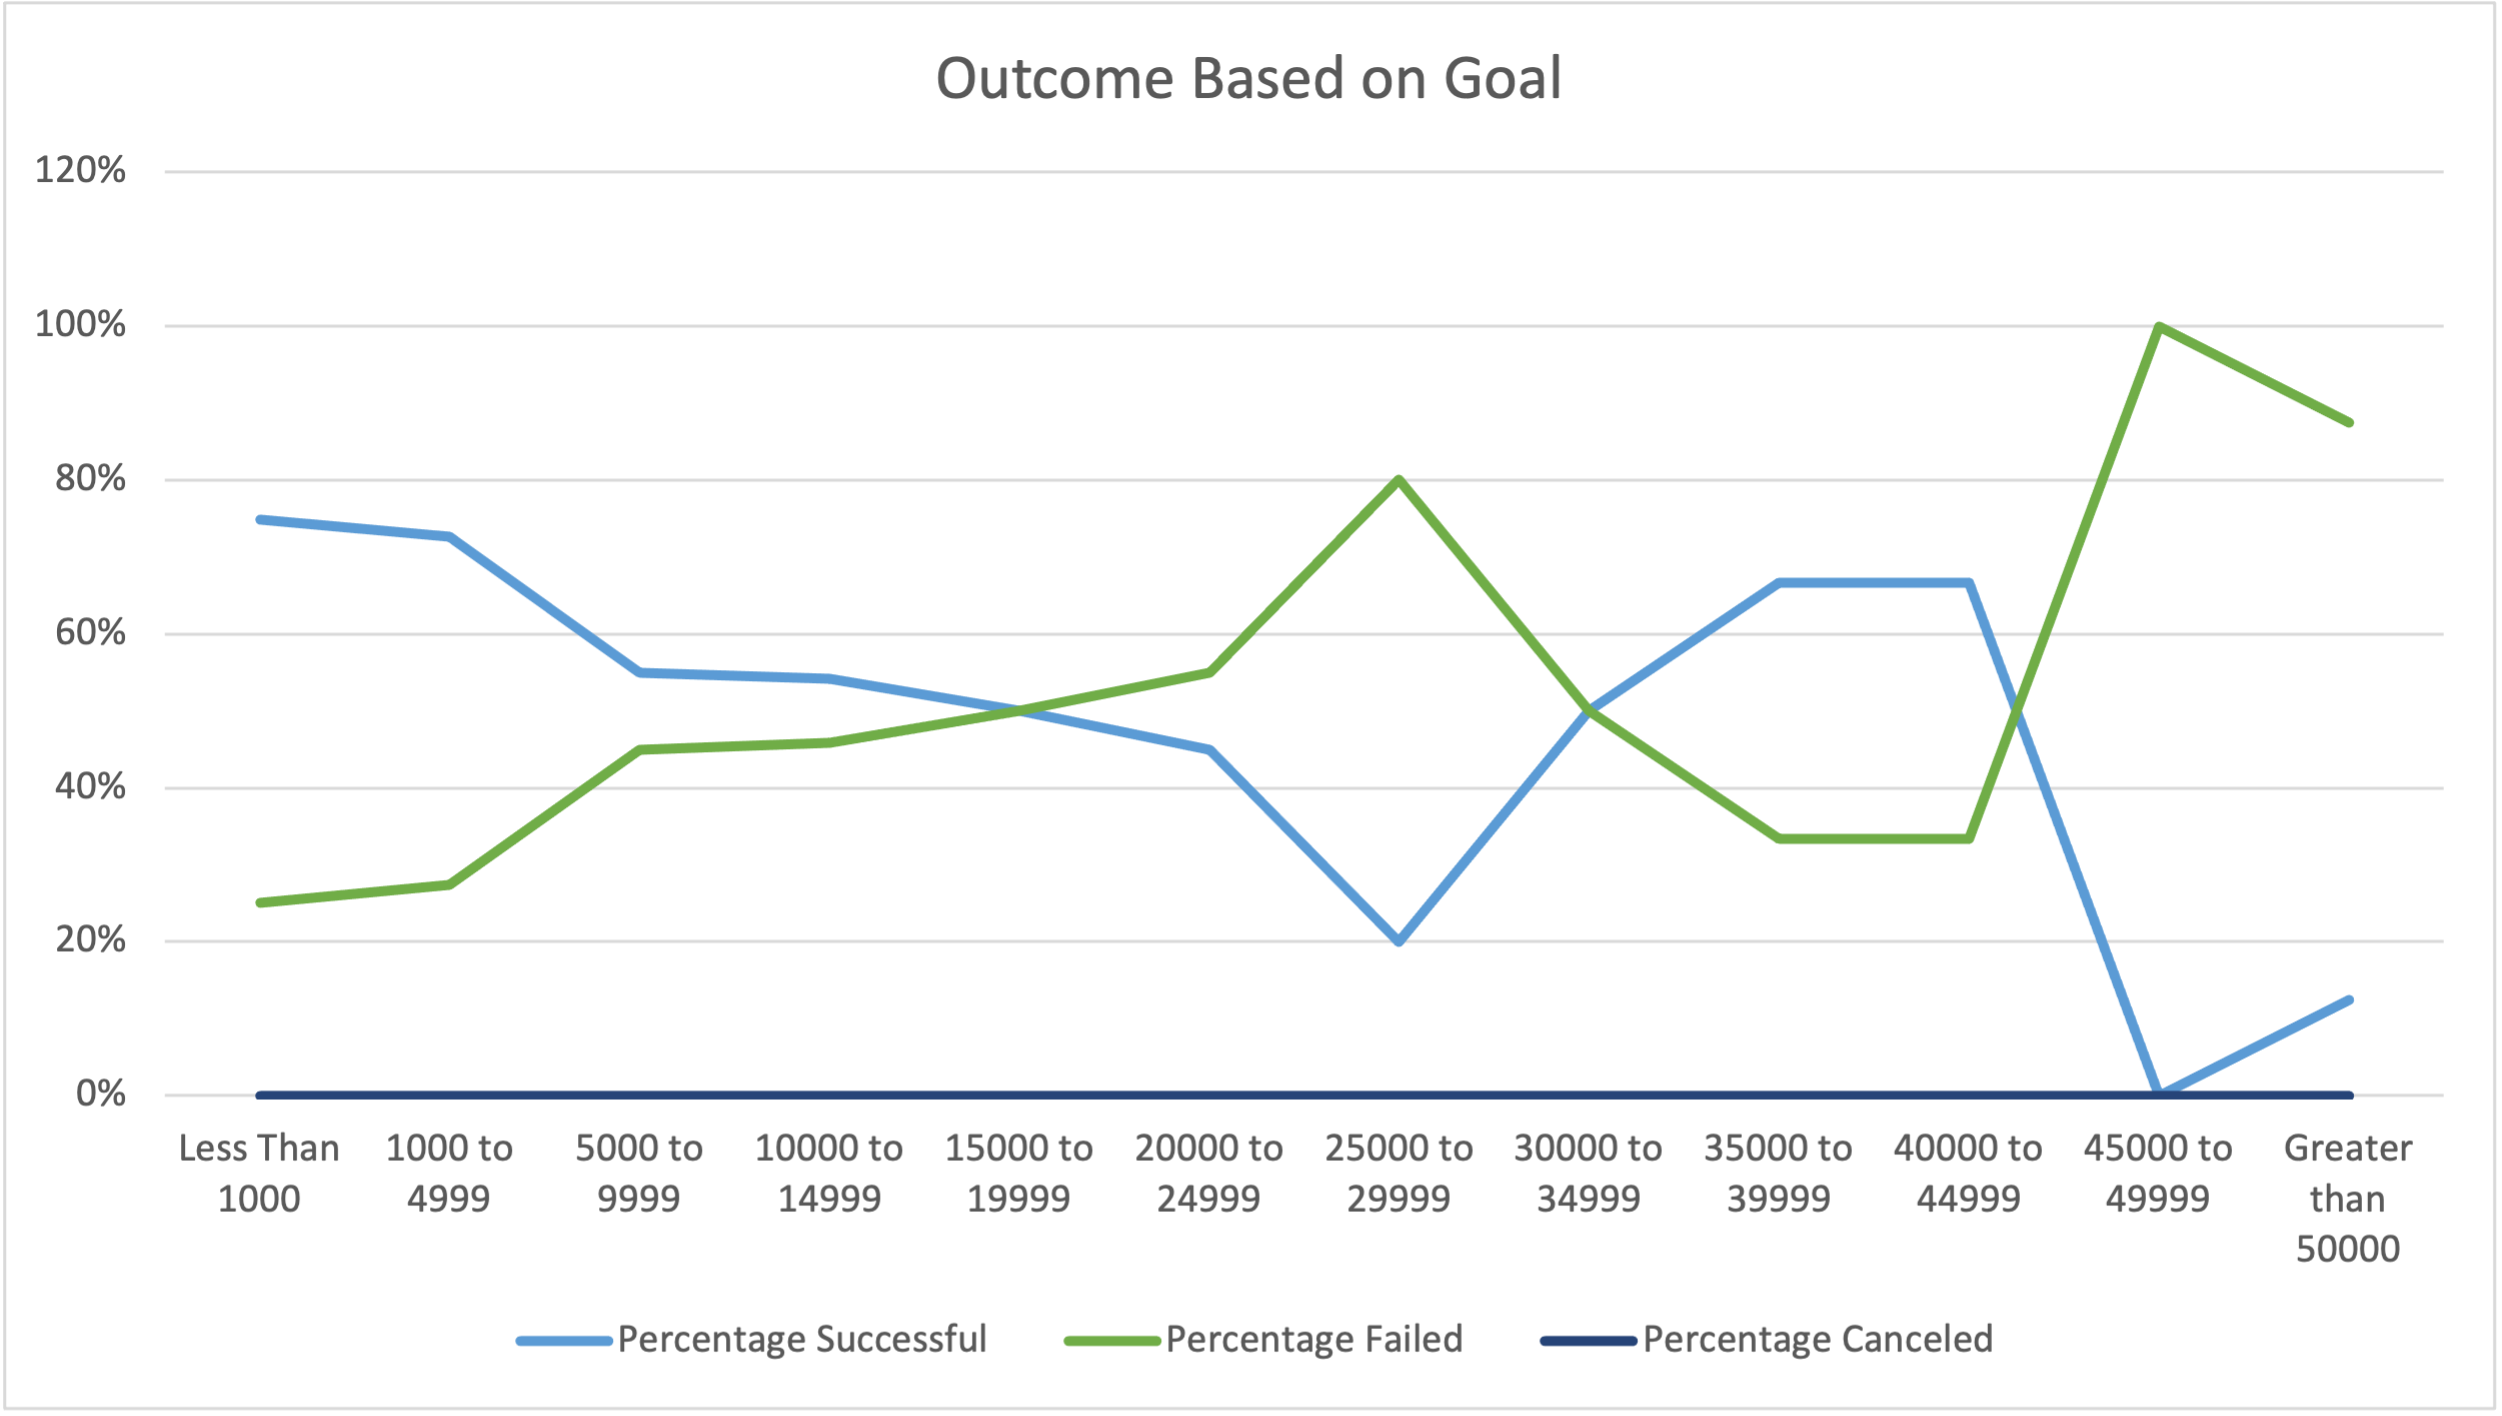 Outcome Based on Goal
120%
100%
80%
60%
40%
20%
0%
Less Than 1000 to 5000 to 10000 to 15000 to 20000 to 25000 to 30000 to 35000 to 40000 to 45000 to Greater
1000 4999 9999 14999 19999 24999 29999 34999 39999 44999 49999 than
50000
Percentage Successful Percentage Failed Percentage Canceled